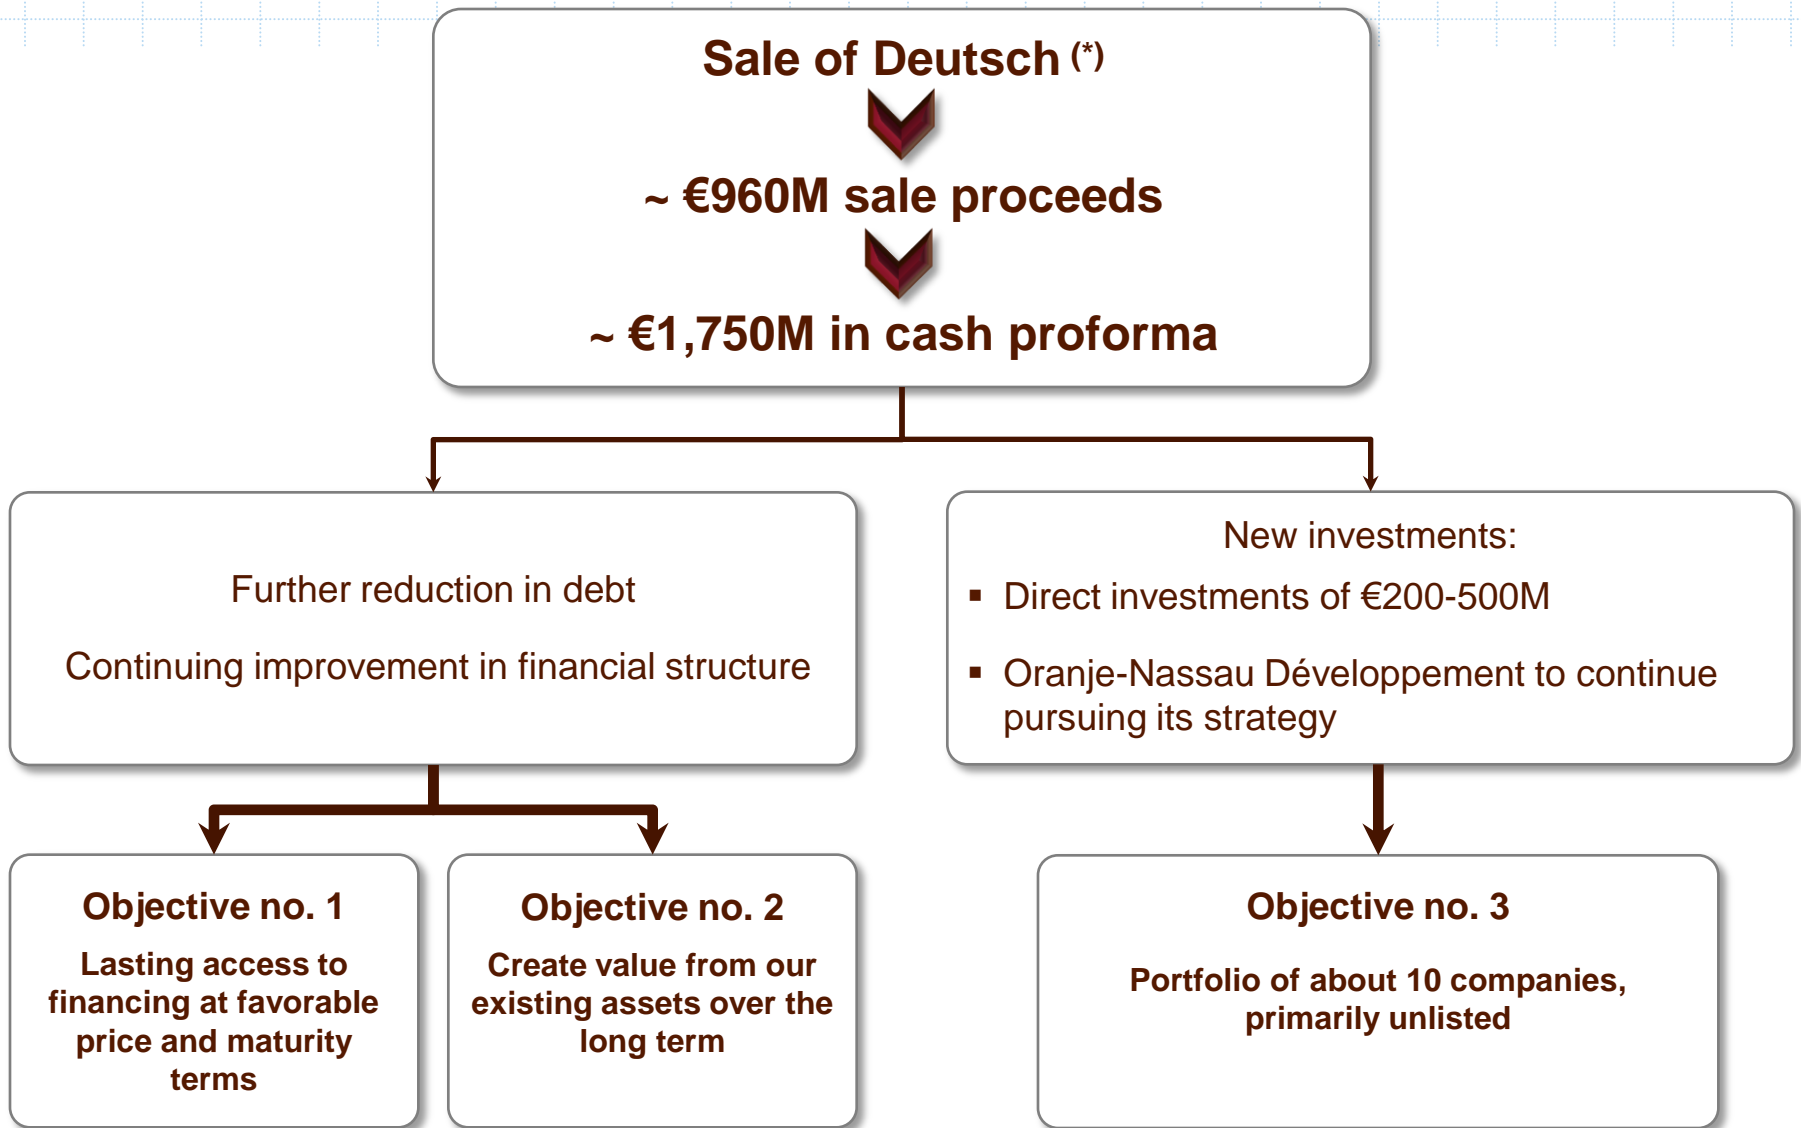 Sale of Deutsch (*)
~ €960M sale proceeds
~ €1,750M in cash proforma
Further reduction in debt
Continuing improvement in financial structure
New investments:
▪ Direct investments of €200-500M
▪ Oranje-Nassau Développement to continue
pursuing its strategy
Objective no. 1
Lasting access to
financing at favorable
price and maturity
terms
Objective no. 2
Create value from our
existing assets over the
long term
Objective no. 3
Portfolio of about 10 companies,
primarily unlisted